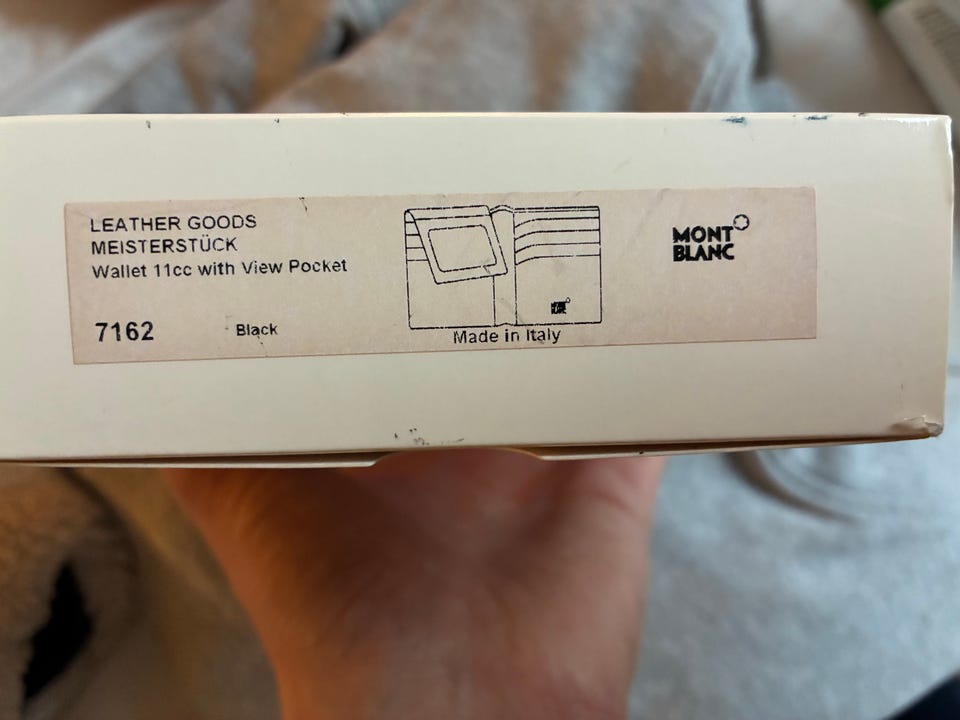 LEATHER GOODS
MEISTERSTÜCK
Wallet 11cc with View Pocket
7162 Black
Made in Italy
MONT
BLANC